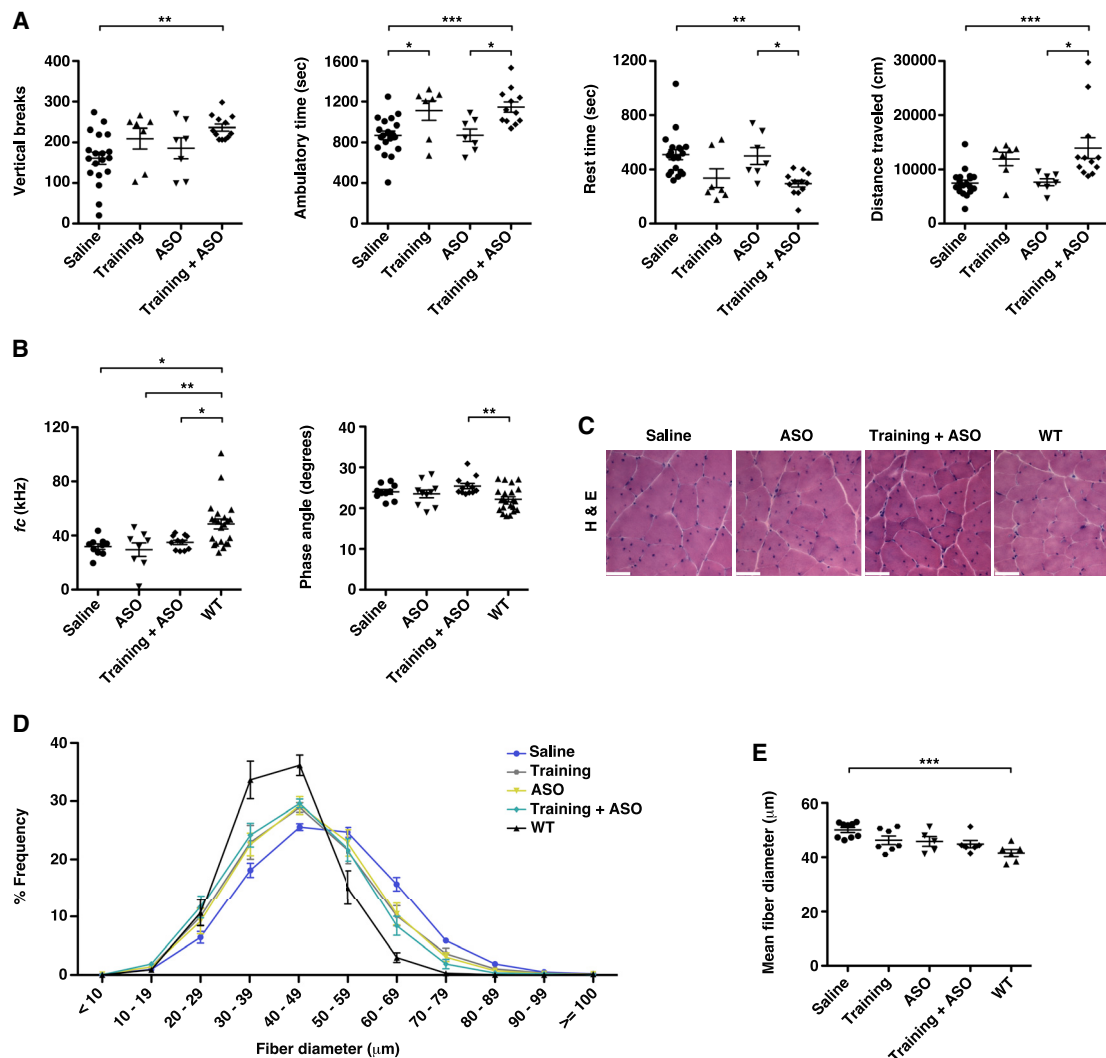 A
Vertical breaks
400
300
200
100
0
**
Saline
Training
ASO
Training + ASO
Ambulatory time (sec)
1600
1200
800
400
0
***
*
*
Saline
Training
ASO
Training + ASO
Rest time (sec)
1200
800
400
0
**
*
Saline
Training
ASO
Training + ASO
Distance traveled (cm)
30000
20000
10000
0
***
*
Saline
Training
ASO
Training + ASO
B
fc (kHz)
120
80
40
0
*
**
*
Saline
ASO
Training + ASO
WT
Phase angle (degrees)
40
30
20
10
0
**
Saline
ASO
Training + ASO
WT
C
Saline ASO Training + ASO WT
H & E
D
% Frequency
40
30
20
10
0
Saline
Training
ASO
Training + ASO
WT
< 10
10 - 19
20 - 29
30 - 39
40 - 49
50 - 59
60 - 69
70 - 79
80 - 89
90 - 99
>= 100
Fiber diameter (μm)
E
Mean fiber diameter (μm)
60
40
20
0
***
Saline
Training
ASO
Training + ASO
WT